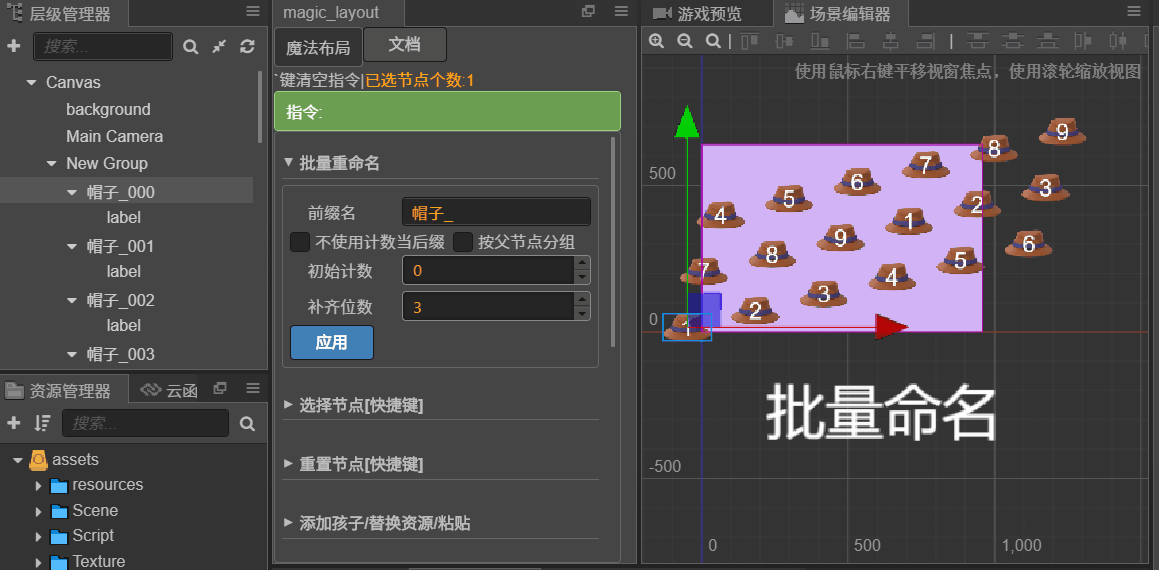 层级管理器
搜索...
Canvas
background
Main Camera
New Group
帽子_000
label
帽子_001
label
帽子_002
label
帽子_003
资源管理器
云函
搜索...
assets
resources
Scene
Script
Texture
magic_layout
魔法布局
文档
`键清空指令|已选节点个数:1
指令:
批量重命名
前缀名
帽子_
不使用计数当后缀
按父节点分组
初始计数
0
补齐位数
3
应用
选择节点[快捷键]
重置节点[快捷键]
添加孩子/替换资源/粘贴
游戏预览
场景编辑器
使用鼠标右键平移视窗焦点，使用滚轮缩放视图
9
8
7
6
5
4
3
2
1
9
8
7
6
5
4
3
2
1
500
0
-500
批量命名
0
500
1,000